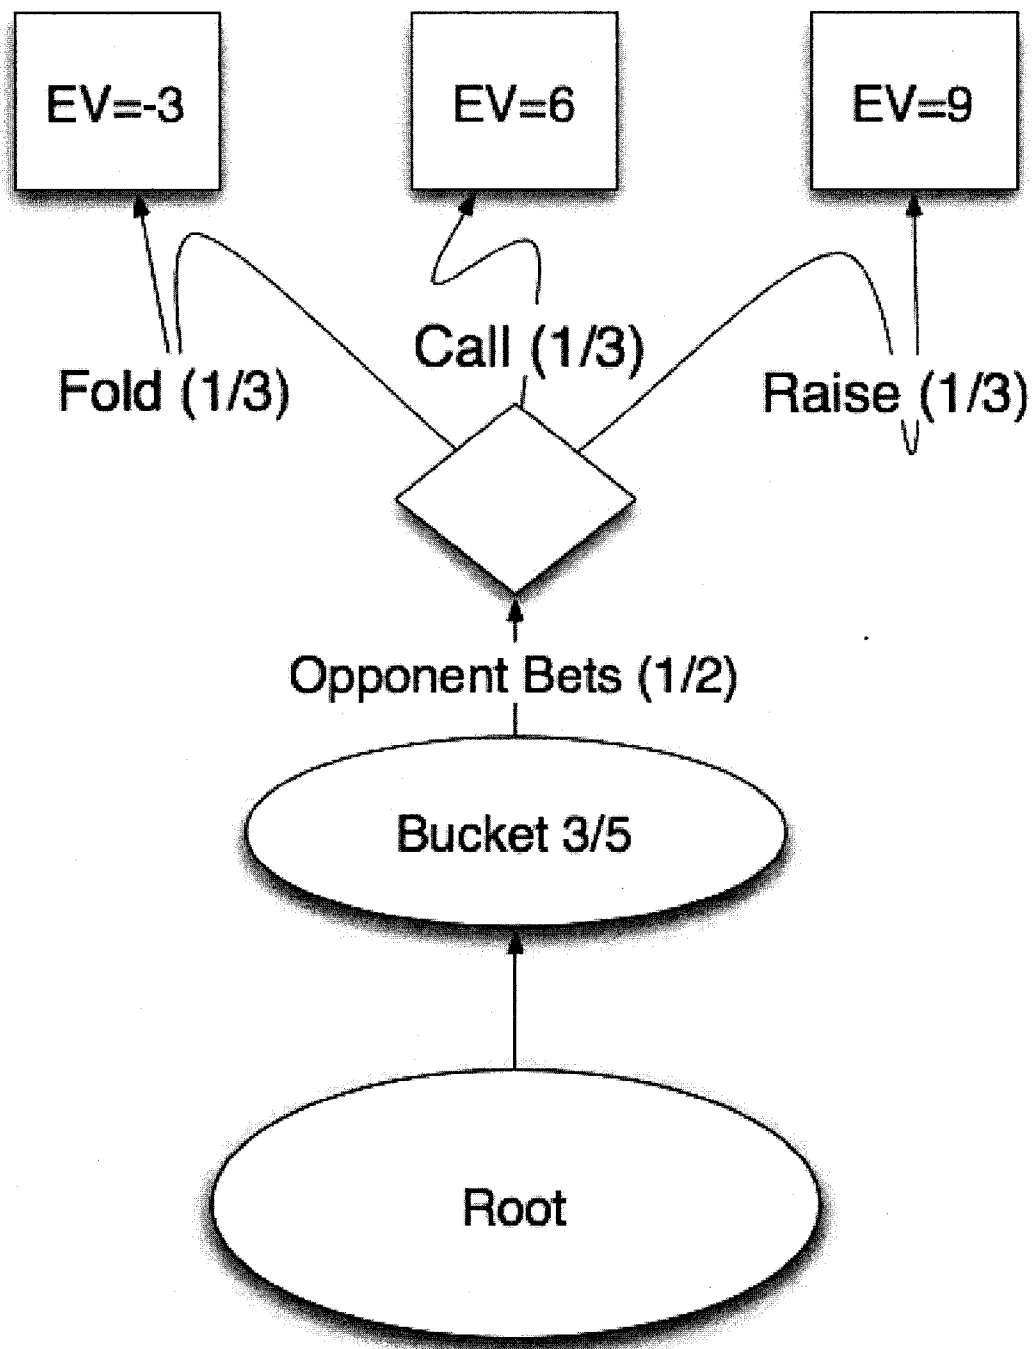 EV=-3
EV=6
EV=9
Call (1/3)
Fold (1/3)
Raise (1/3)
Opponent Bets (1/2)
Bucket 3/5
Root